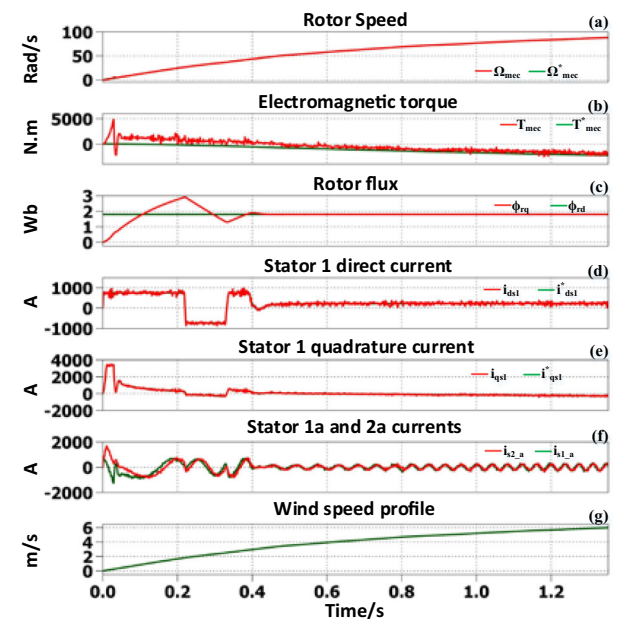 Rotor Speed
(a)
Rad/s
100
50
0
Ωmec
Ω*mec
Electromagnetic torque
(b)
N.m
5000
0
Tmec
T*mec
Rotor flux
(c)
Wb
3
2
1
0
ϕrq
ϕrd
Stator 1 direct current
(d)
A
1000
0
-1000
ids1
i*ds1
Stator 1 quadrature current
(e)
A
4000
2000
0
-2000
iqs1
i*qs1
Stator 1a and 2a currents
(f)
A
2000
0
-2000
is2_a
is1_a
Wind speed profile
(g)
m/s
6
4
2
0
0.0 0.2 0.4 0.6 0.8 1.0 1.2
Time/s